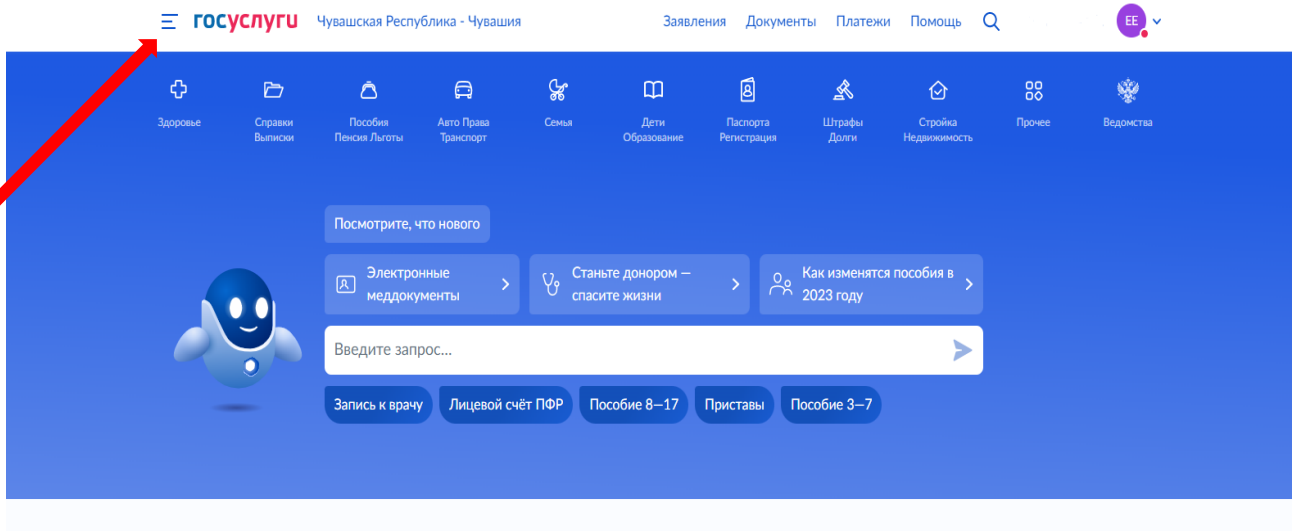 госуслуги Чувашская Республика - Чувашия Заявления Документы Платежи Помощь ЕЕ
Здоровье
Справки
Выписки
Пособия
Пенсия Льготы
Авто Права
Транспорт
Семья
Дети
Образование
Паспорта
Регистрация
Штрафы
Долги
Стройка
Недвижимость
Прочее
Ведомства
Посмотрите, что нового
Электронные
меддокументы
Станьте донором —
спасите жизни
Как изменятся пособия в
2023 году
Введите запрос...
Запись к врачу Лицевой счёт ПФР Пособие 8—17 Приставы Пособие 3—7